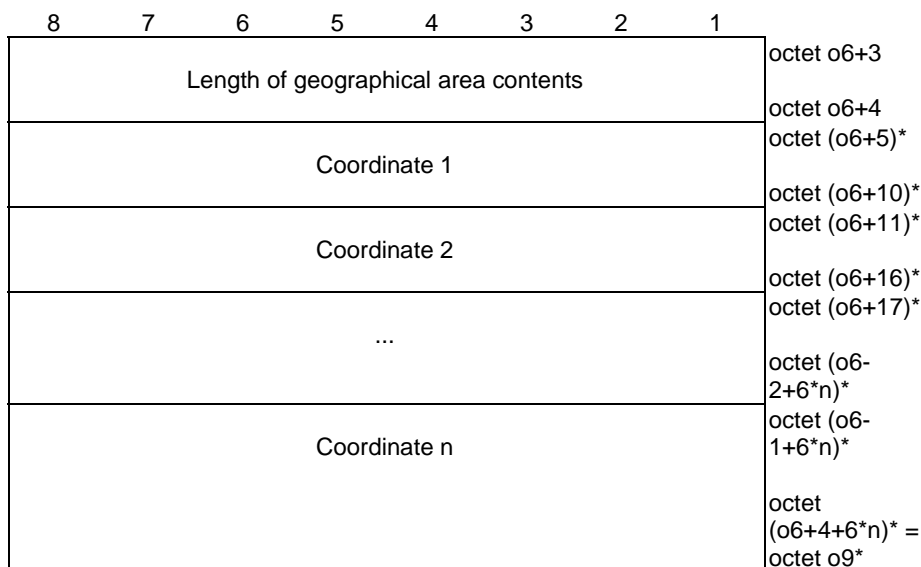 8 7 6 5 4 3 2 1
octet o6+3
Length of geographical area contents
octet o6+4
octet (o6+5)*
Coordinate 1
octet (o6+10)*
octet (o6+11)*
Coordinate 2
octet (o6+16)*
octet (o6+17)*
...
octet (o6-
2+6*n)*
octet (o6-
Coordinate n 1+6*n)*
octet
(o6+4+6*n)* =
octet o9*